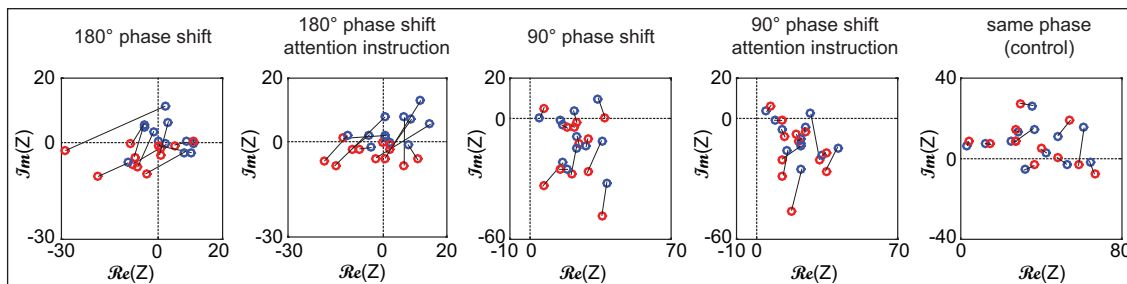 180° phase shift
180° phase shift
attention instruction
90° phase shift
90° phase shift
attention instruction
same phase
(control)
20
0
-30
-30
0
20
Im(Z)
Re(Z)
20
0
-30
-30
0
20
Im(Z)
Re(Z)
20
0
-60
-10
0
70
Im(Z)
Re(Z)
20
0
-60
-10
0
70
Im(Z)
Re(Z)
40
0
-40
0
80
Im(Z)
Re(Z)